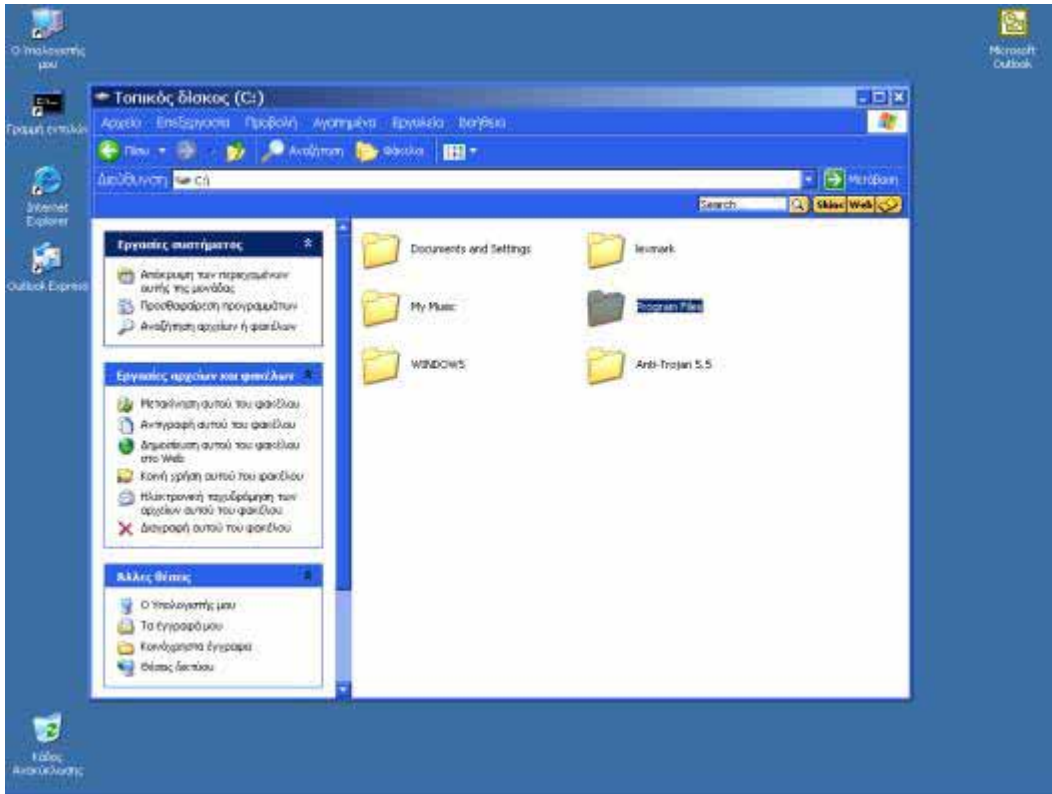 Ο Υπολογιστής
μου
Microsoft
Outlook
Γραμμή εντολών
Internet
Explorer
Outlook Express
Τοπικός δίσκος (C:)
Αρχείο Επεξεργασία Προβολή Αγαπημένα Εργαλεία Βοήθεια
Πίσω Αναζήτηση Φάκελοι
Διεύθυνση C:\ Μετάβαση
Search Skins Web
Εργασίες συστήματος
Απόκρυψη των περιεχομένων
αυτής της μονάδας
Προσθαφαίρεση προγραμμάτων
Αναζήτηση αρχείων ή φακέλων
Εργασίες αρχείων και φακέλων
Μετακίνηση αυτού του φακέλου
Αντιγραφή αυτού του φακέλου
Δημοσίευση αυτού του φακέλου
στο Web
Κοινή χρήση αυτού του φακέλου
Ηλεκτρονική ταχυδρόμηση των
αρχείων αυτού του φακέλου
Διαγραφή αυτού του φακέλου
Άλλες θέσεις
Ο Υπολογιστής μου
Τα έγγραφά μου
Κοινόχρηστα έγγραφα
Θέσεις δικτύου
Documents and Settings
lexmark
My Music
Program Files
WINDOWS
Anti-Trojan 5.5
Κάδος
Ανακύκλωσης